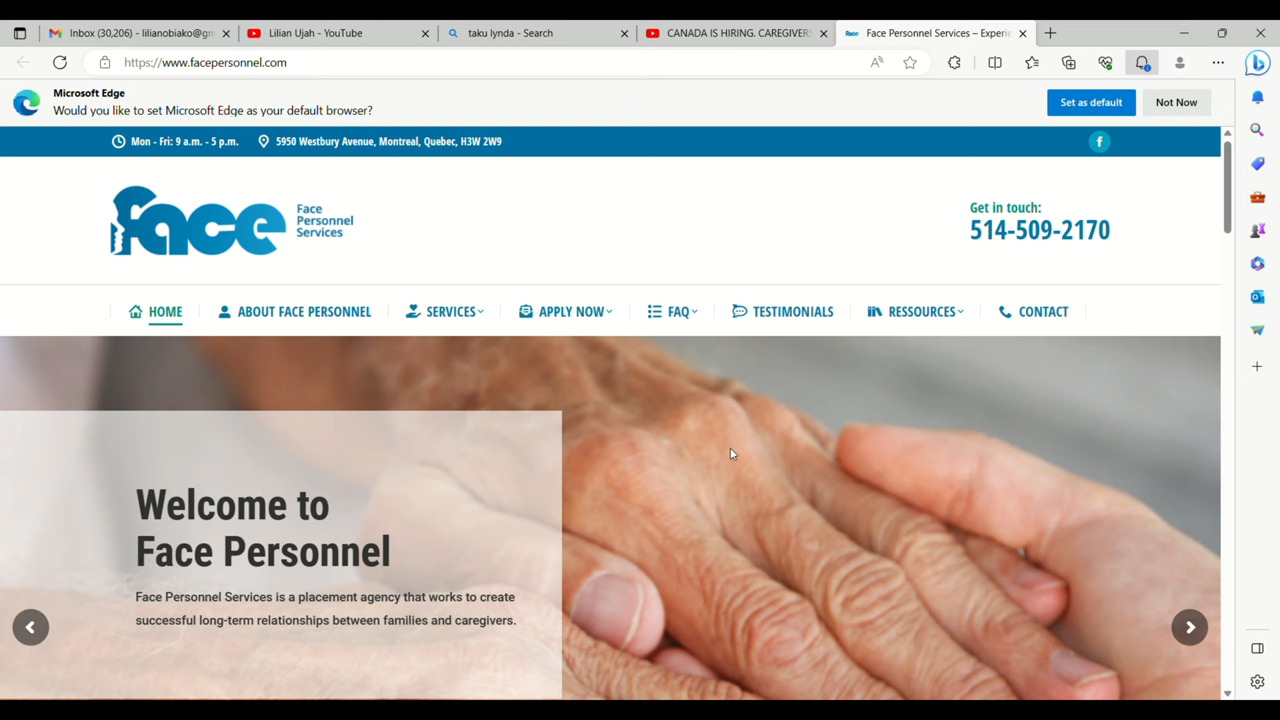 Inbox (30,206) - lilianobiako@gm
Lilian Ujah - YouTube
taku lynda - Search
CANADA IS HIRING. CAREGIVERS
Face Personnel Services – Experie
https://www.facepersonnel.com
Microsoft Edge
Would you like to set Microsoft Edge as your default browser?
Set as default
Not Now
Mon - Fri: 9 a.m. - 5 p.m.
5950 Westbury Avenue, Montreal, Quebec, H3W 2W9
face
Face
Personnel
Services
Get in touch:
514-509-2170
HOME
ABOUT FACE PERSONNEL
SERVICES
APPLY NOW
FAQ
TESTIMONIALS
RESSOURCES
CONTACT
Welcome to
Face Personnel
Face Personnel Services is a placement agency that works to create
successful long-term relationships between families and caregivers.